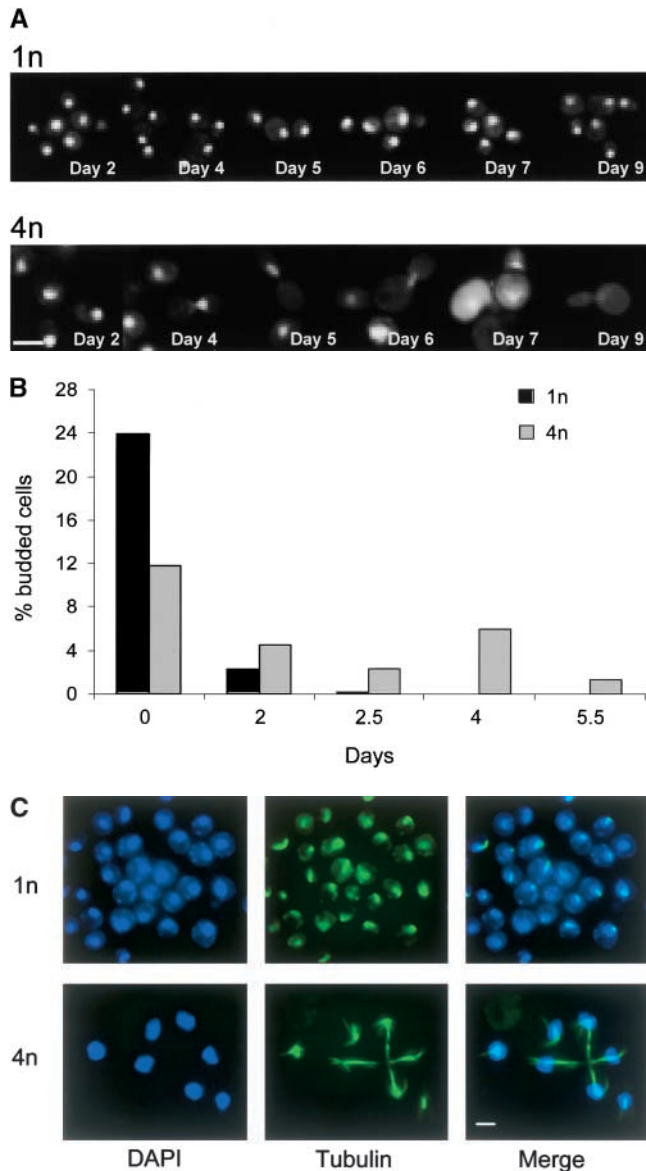 A
1n
Day 2 Day 4 Day 5 Day 6 Day 7 Day 9
4n
Day 2 Day 4 Day 5 Day 6 Day 7 Day 9
B
28
24
20
16
12
8
4
0
% budded cells
1n
4n
0 2 2.5 4 5.5
Days
C
1n
4n
DAPI Tubulin Merge